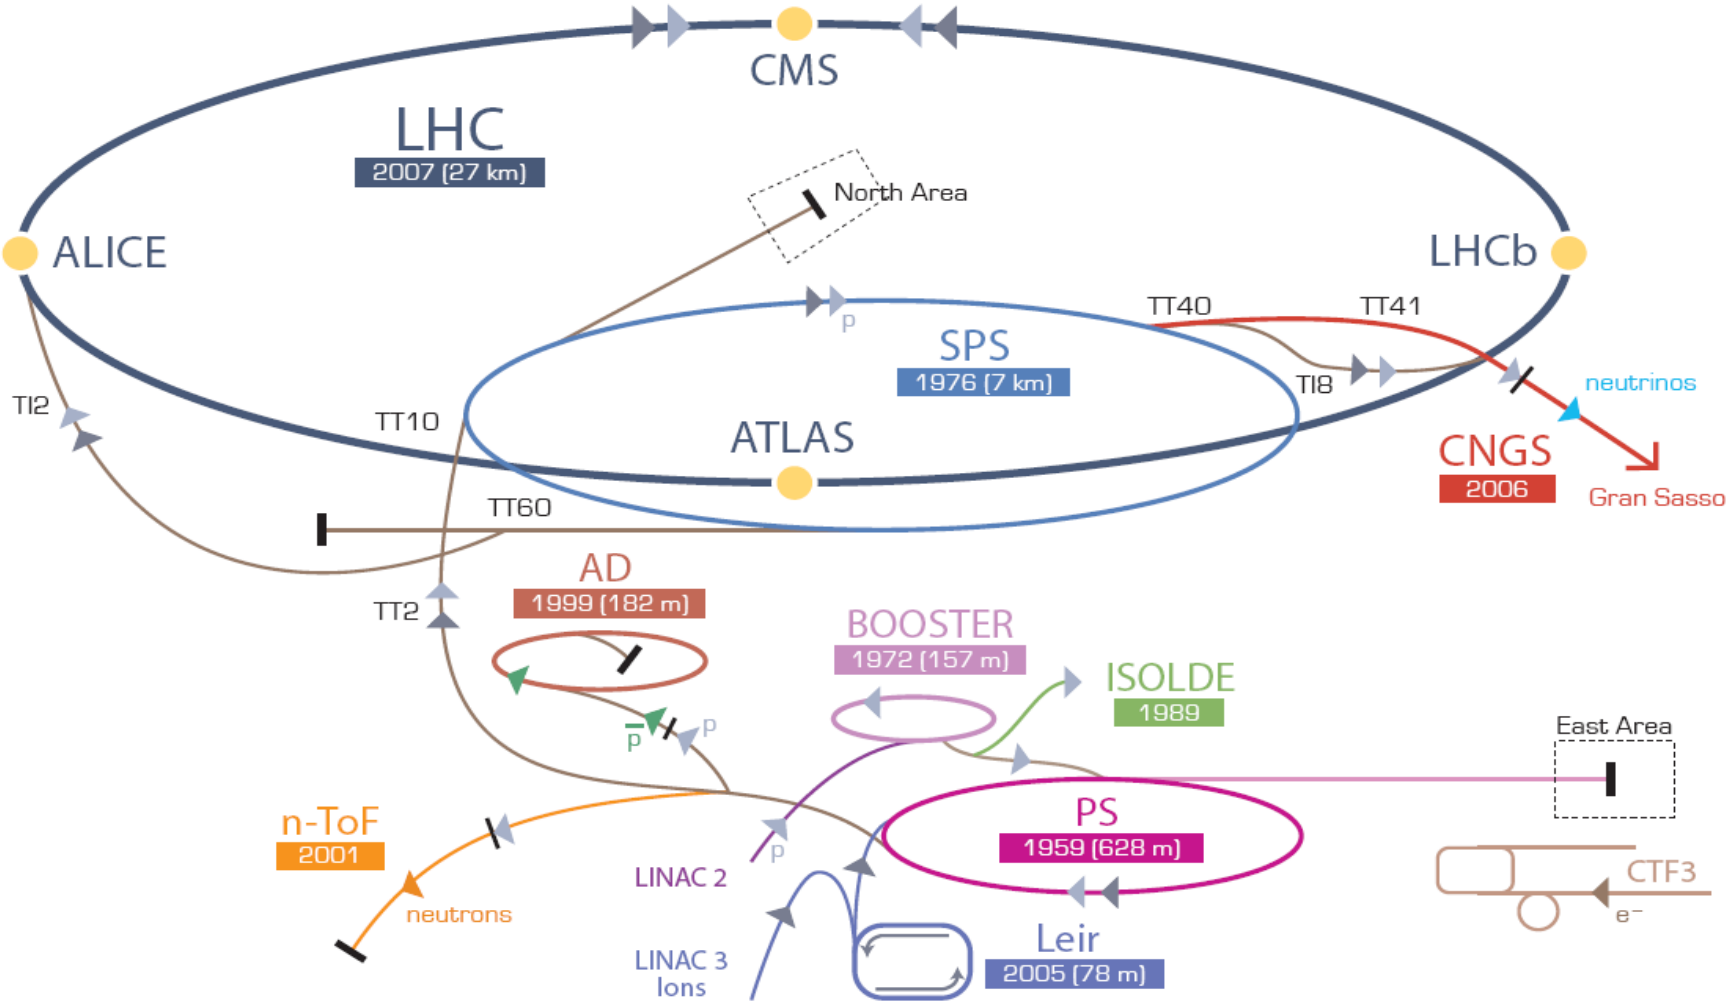 CMS
LHC
2007 (27 km)
North Area
ALICE
LHCb
TT40
TT41
p
SPS
1976 (7 km)
TI8
neutrinos
TI2
TT10
ATLAS
CNGS
2006
Gran Sasso
TT60
AD
1999 (182 m)
TT2
BOOSTER
1972 (157 m)
ISOLDE
1989
p̅
p
East Area
n-ToF
2001
PS
1959 (628 m)
p
LINAC 2
neutrons
CTF3
e⁻
Leir
2005 (78 m)
LINAC 3
Ions